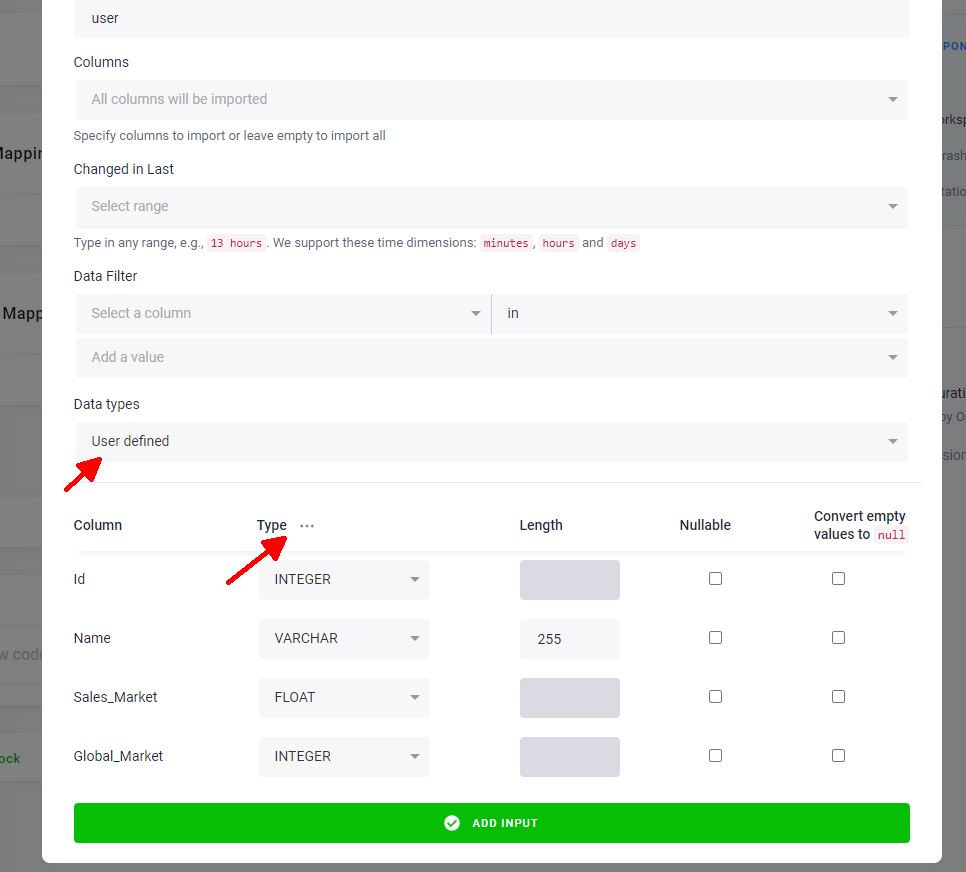 user
PON
Columns
All columns will be imported
Specify columns to import or leave empty to import all
Changed in Last
Select range
Type in any range, e.g., 13 hours. We support these time dimensions: minutes, hours and days
Data Filter
Select a column in
Add a value
Data types
User defined
Column Type ... Length Nullable Convert empty
values to null
Id INTEGER
Name VARCHAR 255
Sales_Market FLOAT
Global_Market INTEGER
ADD INPUT
Mappin
Mapp
w code
ock
orksp
rash
tatio
urati
by O
sion